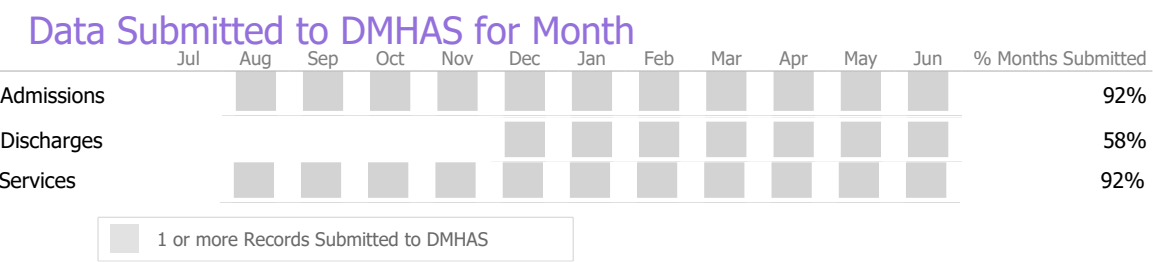 Data Submitted to DMHAS for Month
Jul Aug Sep Oct Nov Dec Jan Feb Mar Apr May Jun % Months Submitted
Admissions 92%
Discharges 58%
Services 92%
1 or more Records Submitted to DMHAS